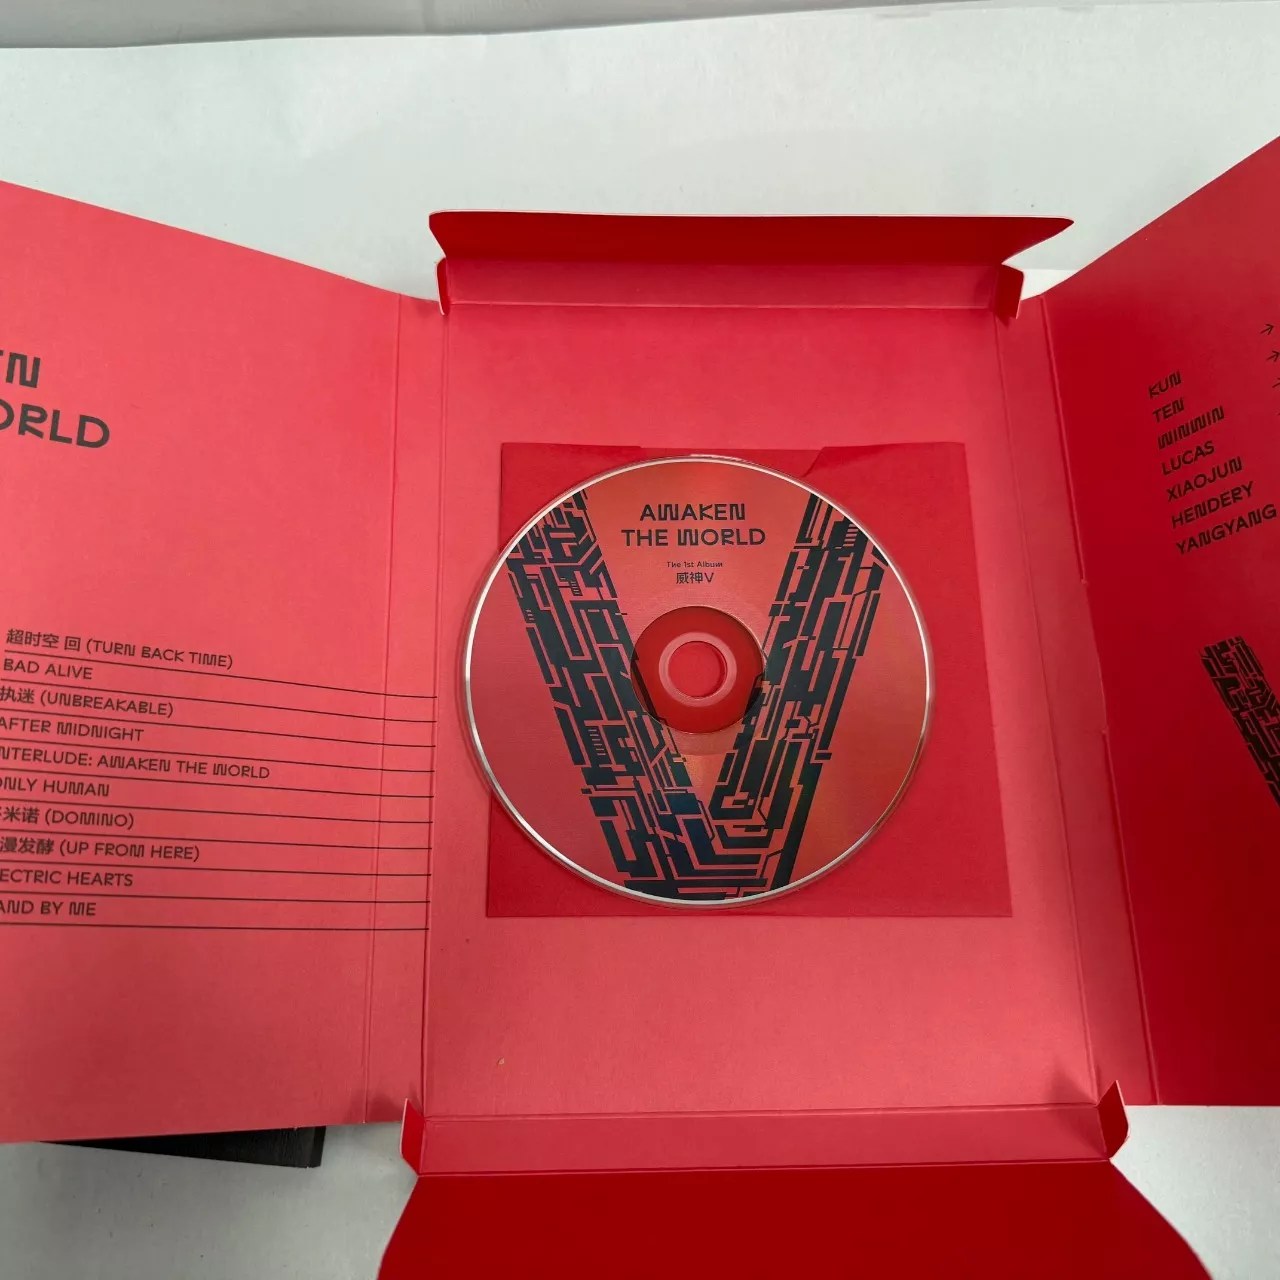 EN
ORLD
超时空 回 (TURN BACK TIME)
BAD ALIVE
执迷 (UNBREAKABLE)
AFTER MIDNIGHT
NTERLUDE: AWAKEN THE WORLD
ONLY HUMAN
米诺 (DOMINO)
漫发酵 (UP FROM HERE)
ECTRIC HEARTS
AND BY ME
AWAKEN
THE WORLD
The 1st Album
威神V
KUN
TEN
WINWIN
LUCAS
XIAOJUN
HENDERY
YANGYANG